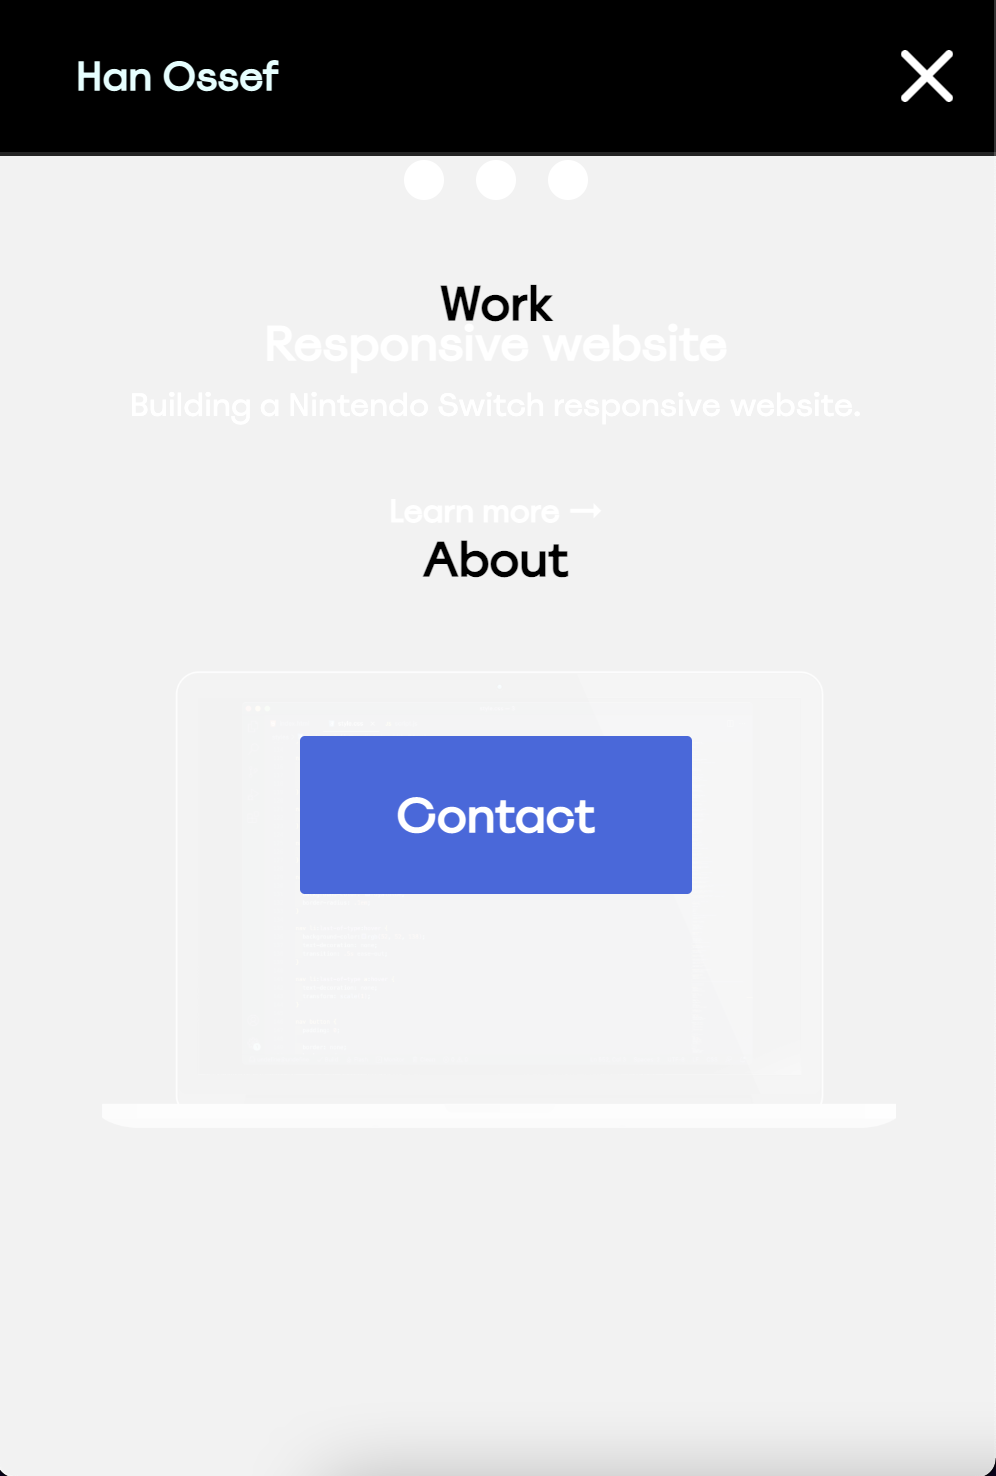 Han Ossef
Work
Responsive website
Building a Nintendo Switch responsive website.
Learn more →
About
Contact